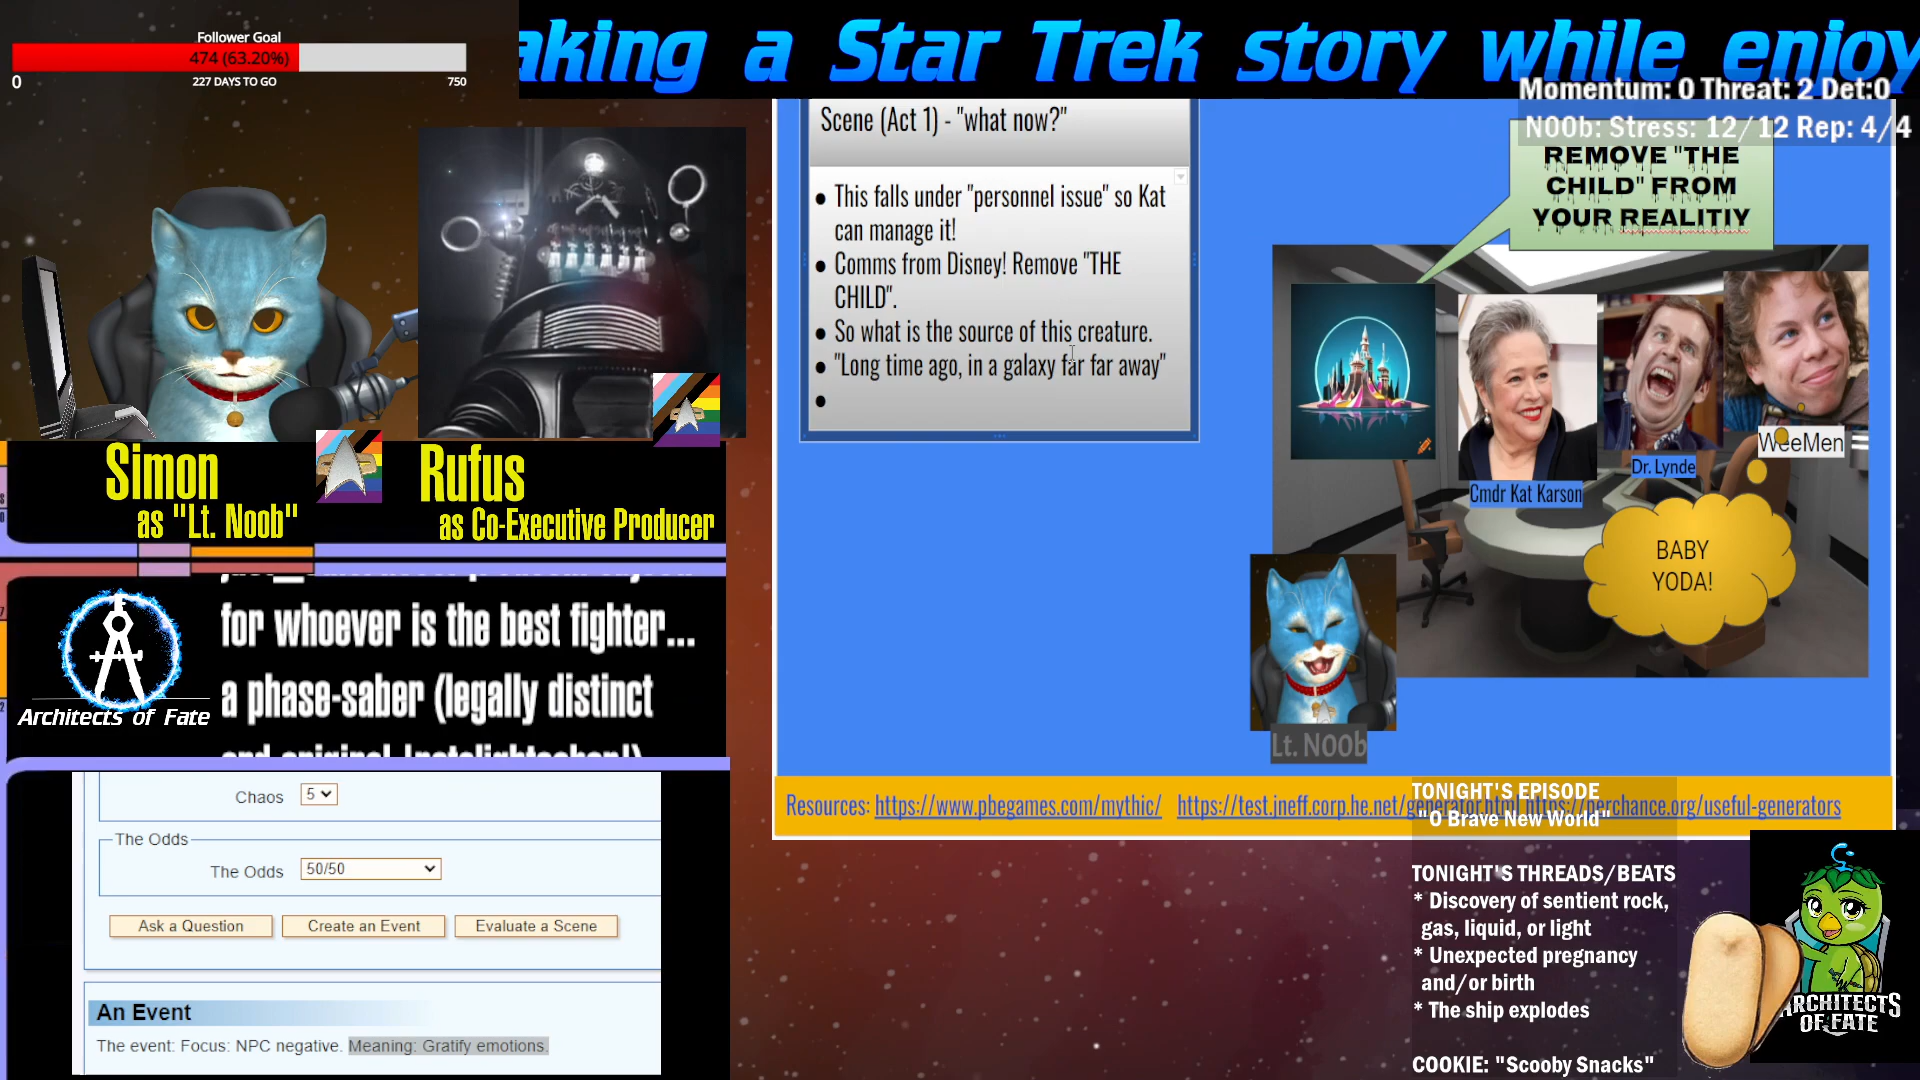 Follower Goal
474 (63.20%)
0
227 DAYS TO GO
750
aking a Star Trek story while enjoy
Momentum: 0 Threat: 2 Det:0
N00b: Stress: 12/12 Rep: 4/4
Scene (Act 1) - "what now?"
● This falls under "personnel issue" so Kat
can manage it!
● Comms from Disney! Remove "THE
CHILD".
● So what is the source of this creature.
● "Long time ago, in a galaxy far far away"
●
REMOVE "THE
CHILD" FROM
YOUR REALITIY
Cmdr Kat Karson
Dr. Lynde
WeeMen
BABY
YODA!
Lt. N00b
Simon
as "Lt. Noob"
Rufus
as Co-Executive Producer
Architects of Fate
for whoever is the best fighter...
a phase-saber (legally distinct
Chaos
5
The Odds
The Odds
50/50
Ask a Question
Create an Event
Evaluate a Scene
An Event
The event: Focus: NPC negative. Meaning: Gratify emotions.
Resources: https://www.pbegames.com/mythic/ https://test.jneff.corp.he.net/generator.html https://perchance.org/useful-generators
TONIGHT'S EPISODE
"O Brave New World"
TONIGHT'S THREADS/BEATS
* Discovery of sentient rock,
gas, liquid, or light
* Unexpected pregnancy
and/or birth
* The ship explodes
COOKIE: "Scooby Snacks"
ARCHITECTS
OF FATE